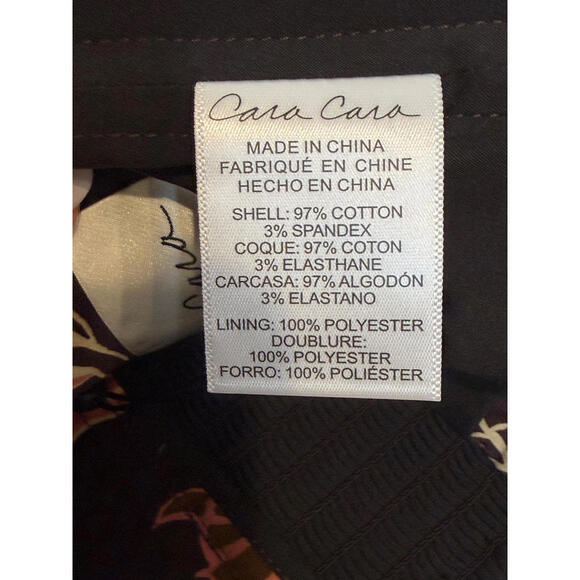 Cara Cara
MADE IN CHINA
FABRIQUÉ EN CHINE
HECHO EN CHINA
SHELL: 97% COTTON
3% SPANDEX
COQUE: 97% COTON
3% ELASTHANE
CARCASA: 97% ALGODÓN
3% ELASTANO
LINING: 100% POLYESTER
DOUBLURE:
100% POLYESTER
FORRO: 100% POLIÉSTER